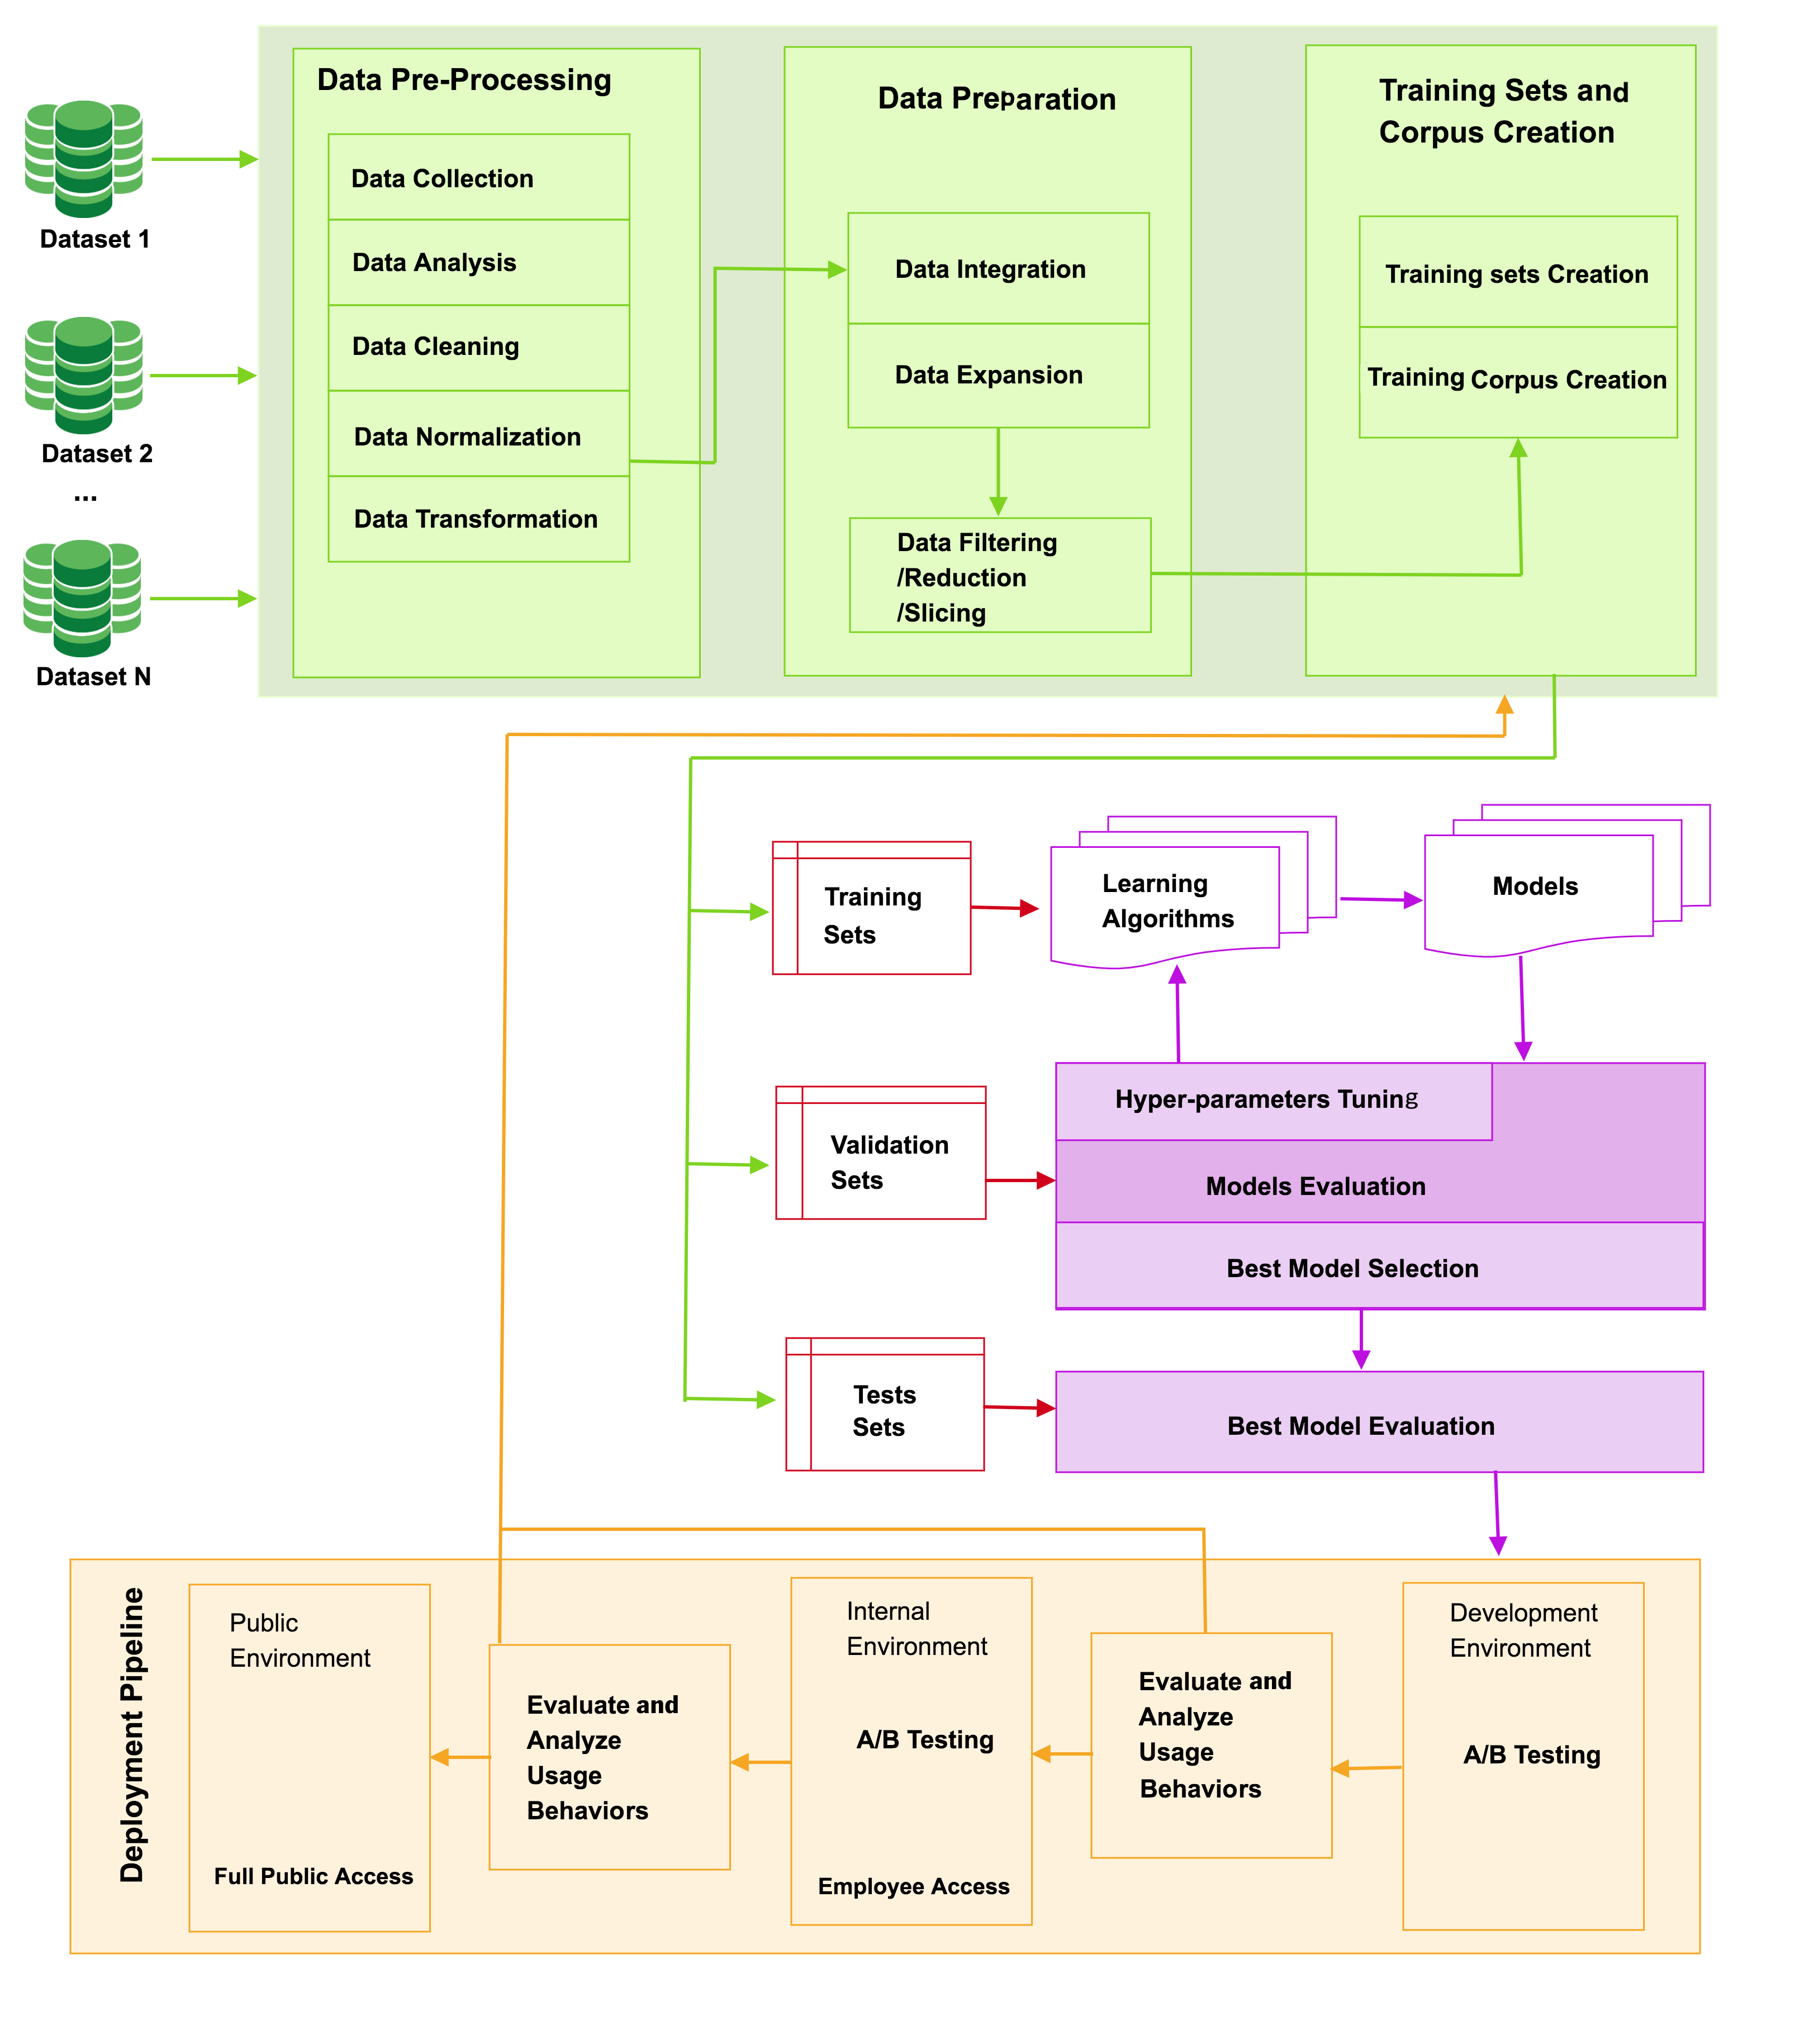 Data Pre-Processing
Data Collection
Data Analysis
Data Cleaning
Data Normalization
Data Transformation
Data Preparation
Data Integration
Data Expansion
Data Filtering
/Reduction
/Slicing
Training Sets and
Corpus Creation
Training sets Creation
Training Corpus Creation
Dataset 1
Dataset 2
...
Dataset N
Training
Sets
Learning
Algorithms
Models
Validation
Sets
Hyper-parameters Tuning
Models Evaluation
Best Model Selection
Tests
Sets
Best Model Evaluation
Deployment Pipeline
Public
Environment
Full Public Access
Evaluate and
Analyze
Usage
Behaviors
Internal
Environment
A/B Testing
Employee Access
Evaluate and
Analyze
Usage
Behaviors
Development
Environment
A/B Testing